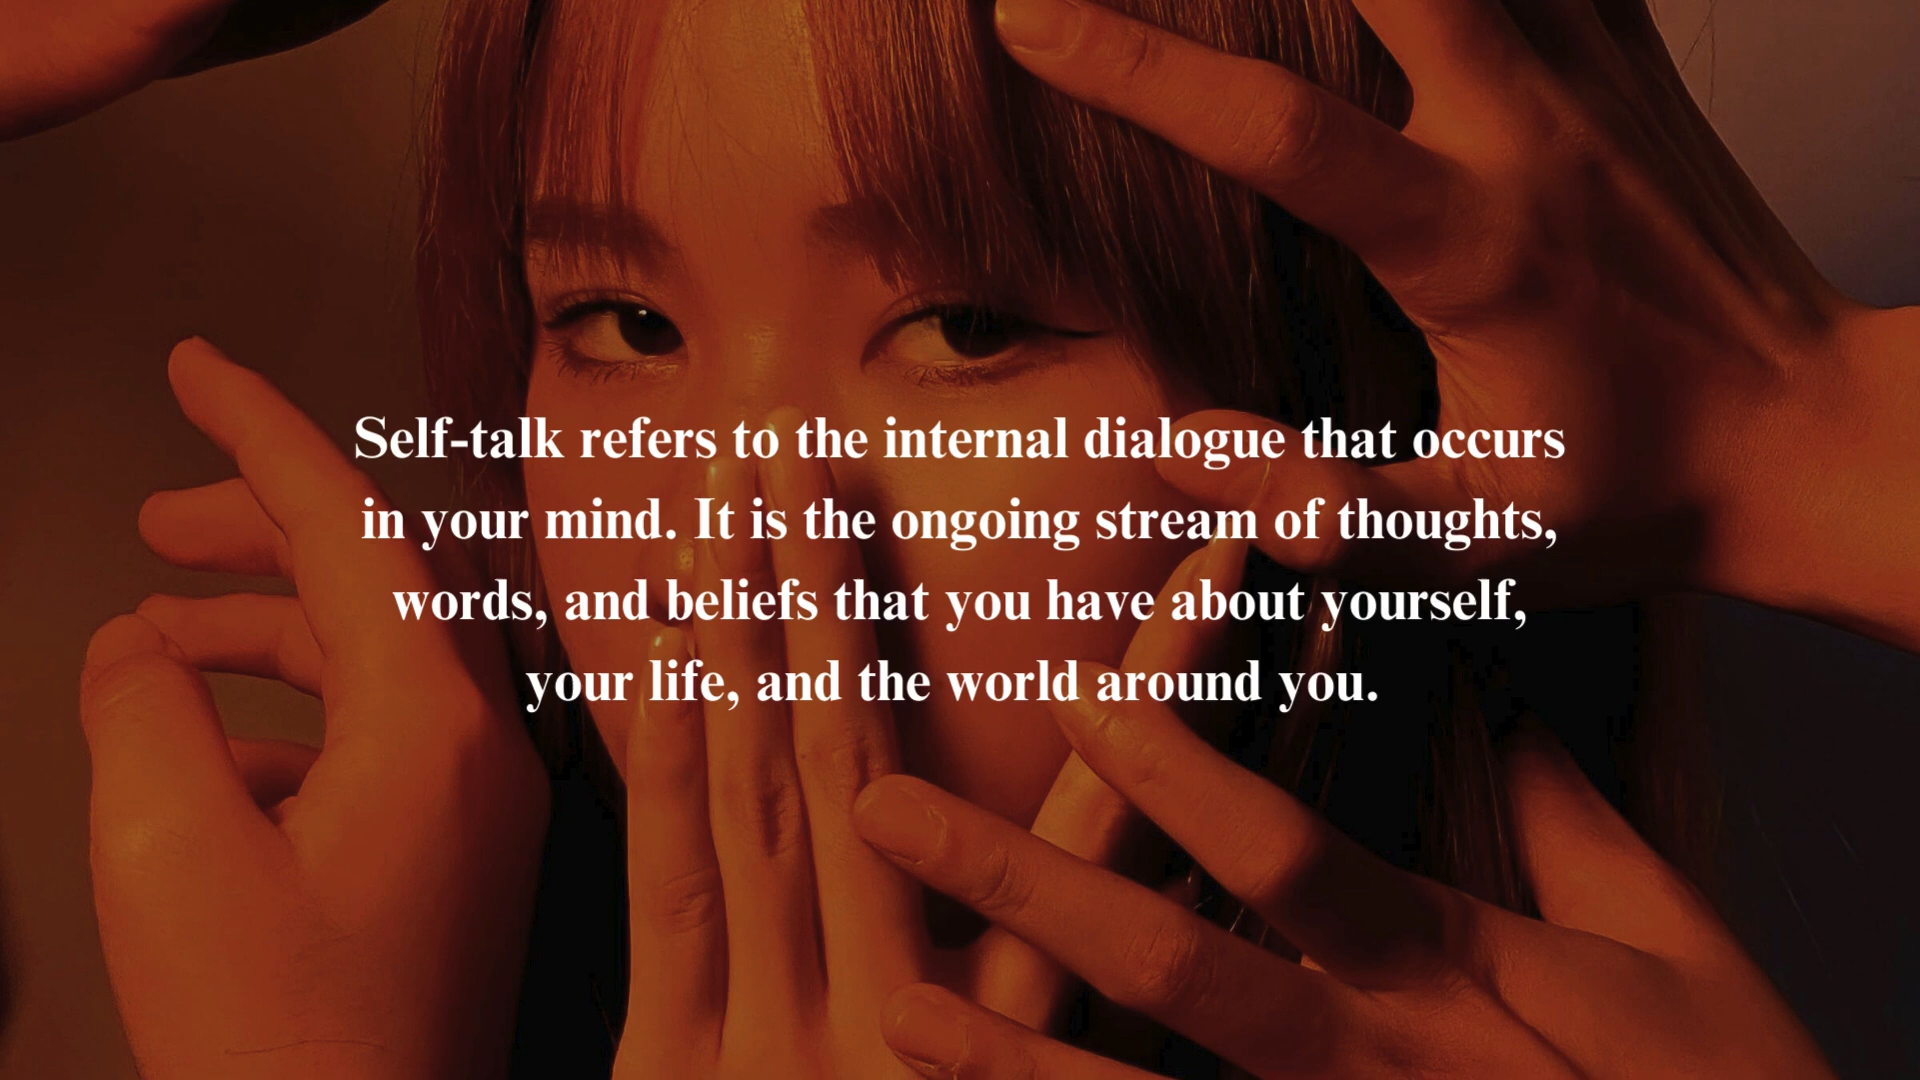 Self-talk refers to the internal dialogue that occurs
in your mind. It is the ongoing stream of thoughts,
words, and beliefs that you have about yourself,
your life, and the world around you.